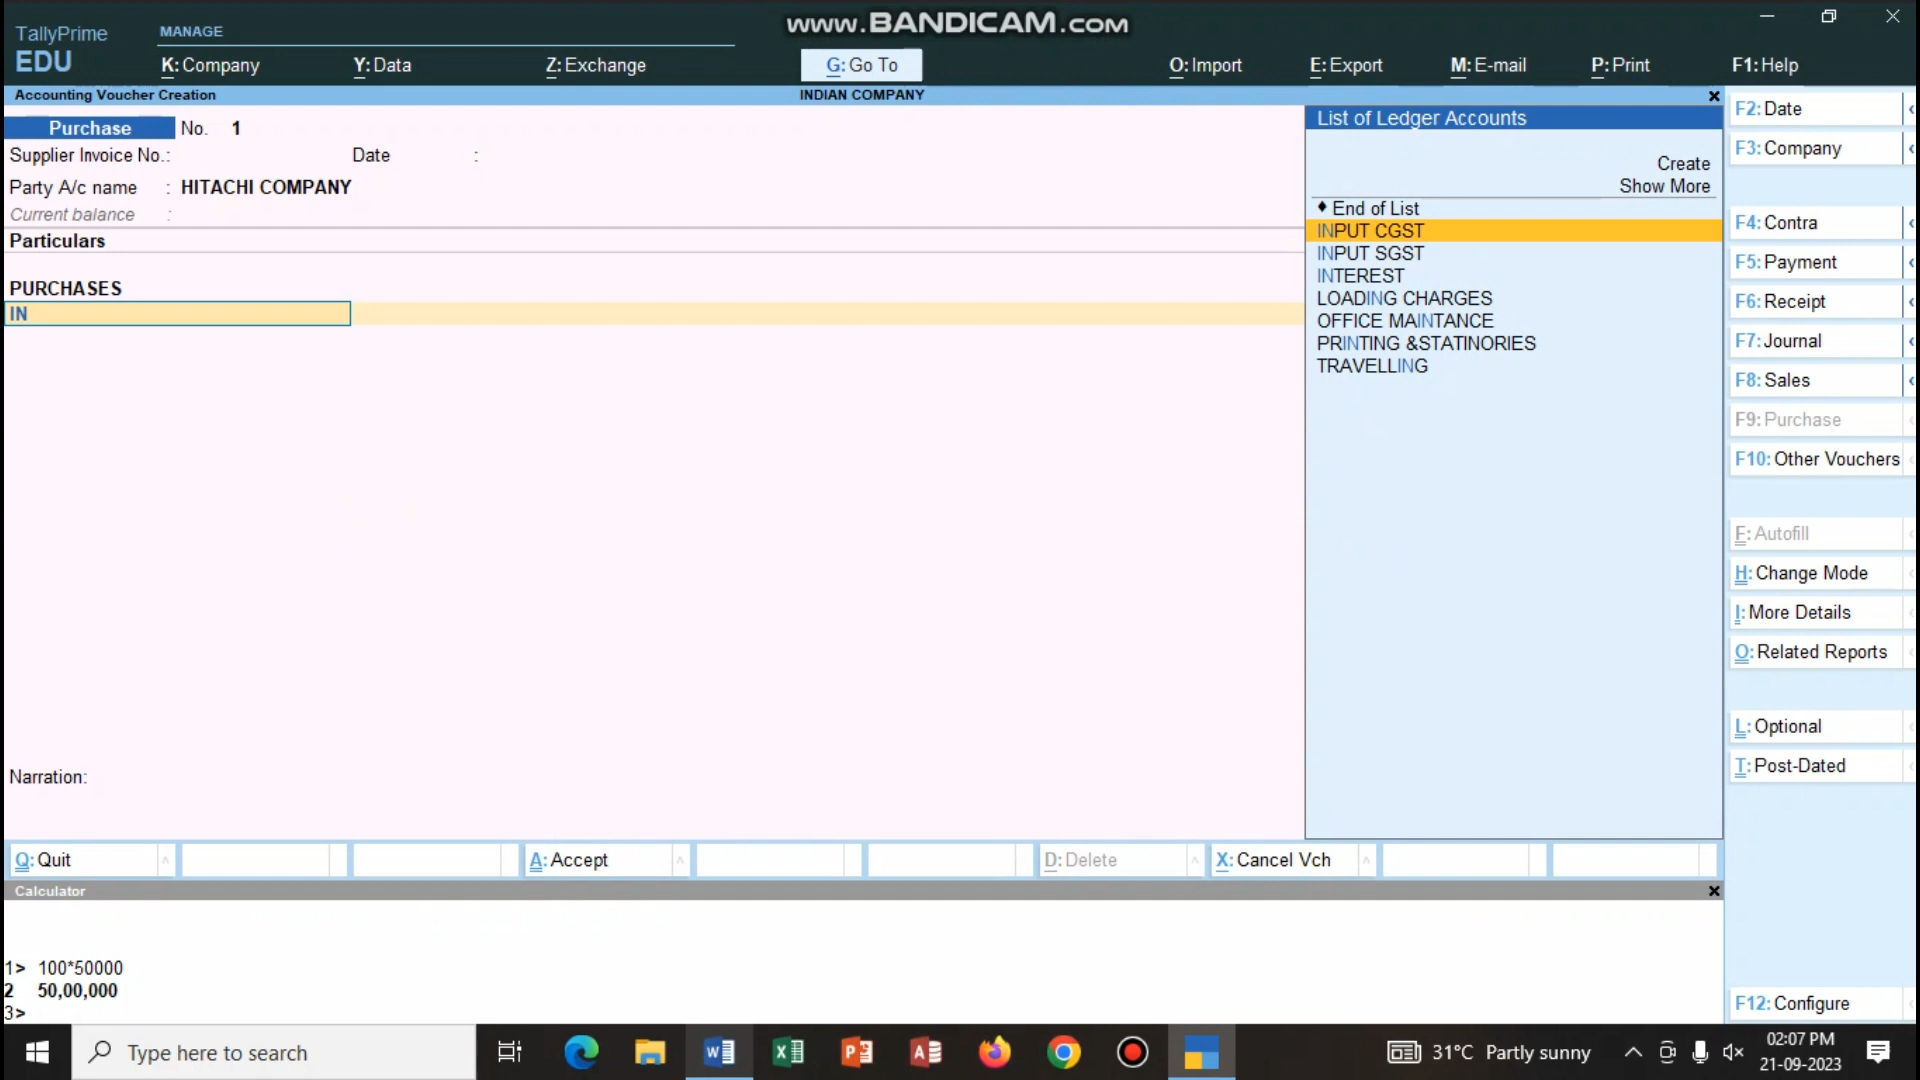 www.BANDICAM.com
TallyPrime
EDU
MANAGE
K: Company
Y: Data
Z: Exchange
G: Go To
O: Import
E: Export
M: E-mail
P: Print
F1: Help
Accounting Voucher Creation
INDIAN COMPANY
Purchase No. 1
Supplier Invoice No.: Date :
Party A/c name : HITACHI COMPANY
Current balance :
Particulars
PURCHASES
IN
Narration:
List of Ledger Accounts
Create
Show More
♦ End of List
INPUT CGST
INPUT SGST
INTEREST
LOADING CHARGES
OFFICE MAINTANCE
PRINTING &STATINORIES
TRAVELLING
F2: Date
F3: Company
F4: Contra
F5: Payment
F6: Receipt
F7: Journal
F8: Sales
F9: Purchase
F10: Other Vouchers
F: Autofill
H: Change Mode
I: More Details
O: Related Reports
L: Optional
T: Post-Dated
F12: Configure
Q: Quit
A: Accept
D: Delete
X: Cancel Vch
Calculator
1> 100*50000
2 50,00,000
3>
Type here to search
31°C Partly sunny
02:07 PM
21-09-2023